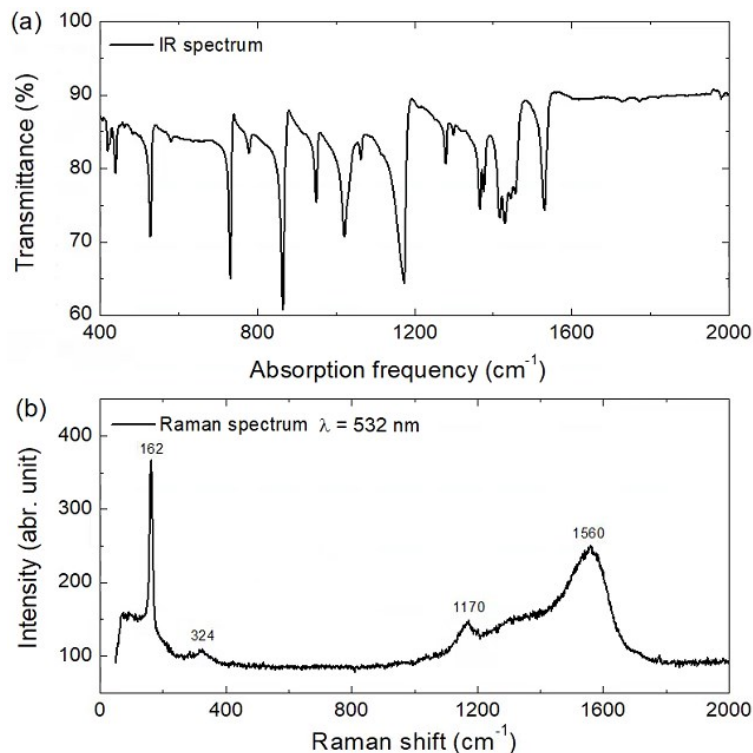 (a)
100
IR spectrum
90
80
70
60
Transmittance (%)
400 800 1200 1600 2000
Absorption frequency (cm-1)
(b)
Raman spectrum λ = 532 nm
400
300
200
100
Intensity (abr. unit)
162
324
1170
1560
0 400 800 1200 1600 2000
Raman shift (cm-1)